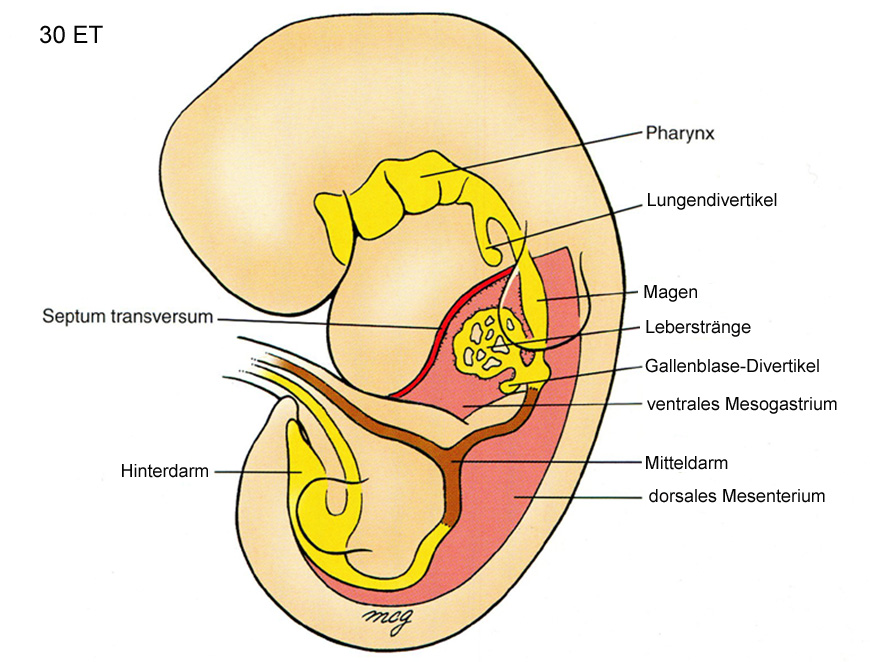 30 ET
Pharynx
Lungendivertikel
Magen
Septum transversum
Leberstränge
Gallenblase-Divertikel
ventrales Mesogastrium
Mitteldarm
Hinterdarm
dorsales Mesenterium
mcg